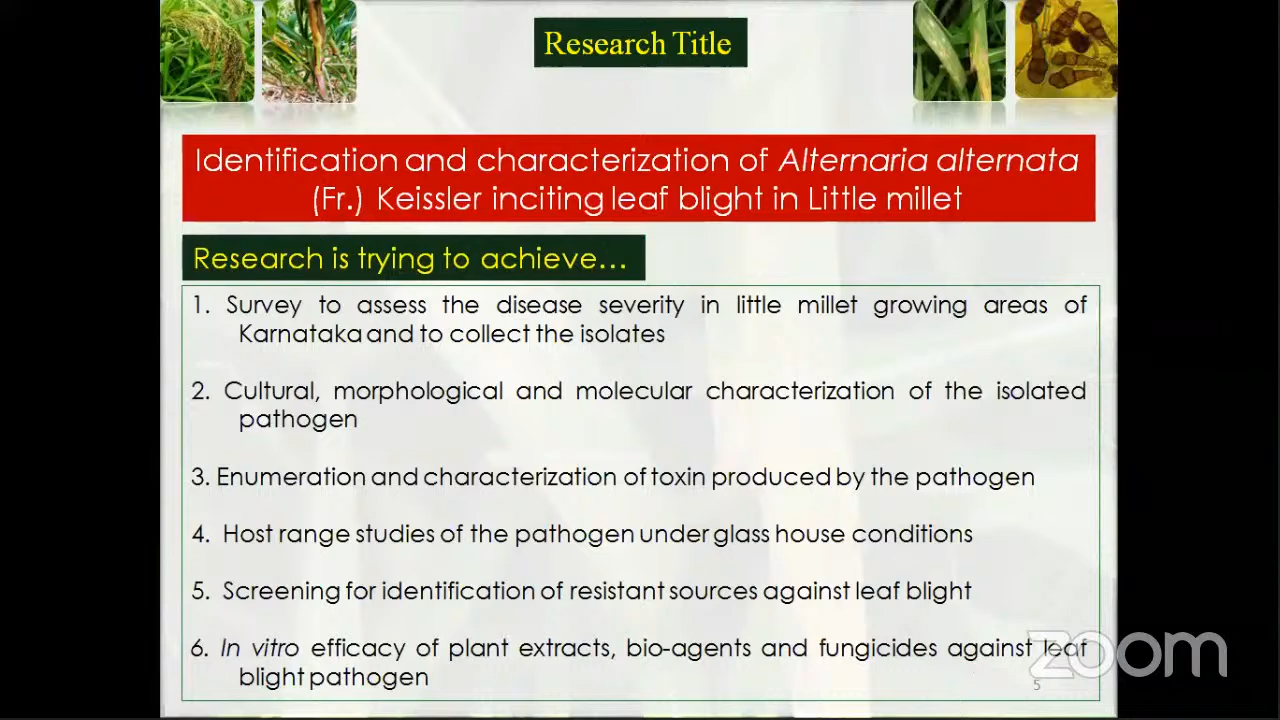 Research Title
Identification and characterization of Alternaria alternata
(Fr.) Keissler inciting leaf blight in Little millet
Research is trying to achieve...
1. Survey to assess the disease severity in little millet growing areas of
Karnataka and to collect the isolates
2. Cultural, morphological and molecular characterization of the isolated
pathogen
3. Enumeration and characterization of toxin produced by the pathogen
4. Host range studies of the pathogen under glass house conditions
5. Screening for identification of resistant sources against leaf blight
6. In vitro efficacy of plant extracts, bio-agents and fungicides against leaf
blight pathogen
zoom
5